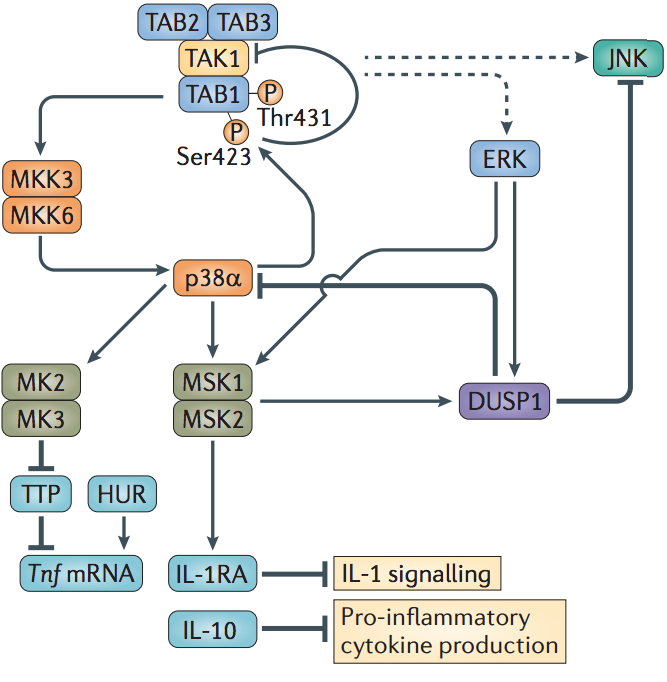 TAB2 TAB3
TAK1
JNK
TAB1 P
Thr431
P
Ser423
ERK
MKK3
MKK6
p38α
MK2 MSK1
MK3 MSK2
DUSP1
TTP HUR
Tnf mRNA IL-1RA IL-1 signalling
IL-10 Pro-inflammatory
cytokine production